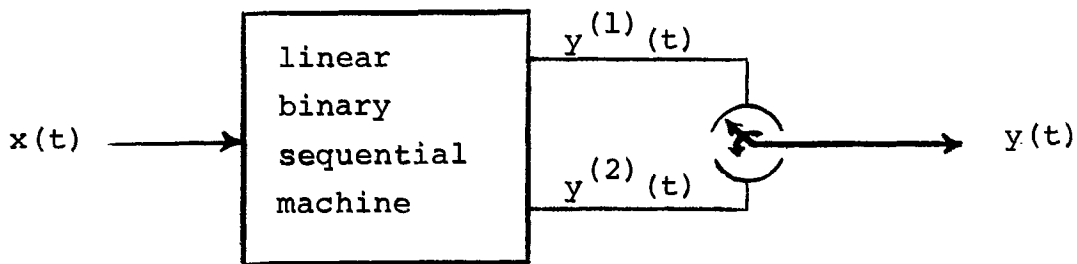 x(t)
linear
binary
sequential
machine
y^(1)(t)
y^(2)(t)
y(t)